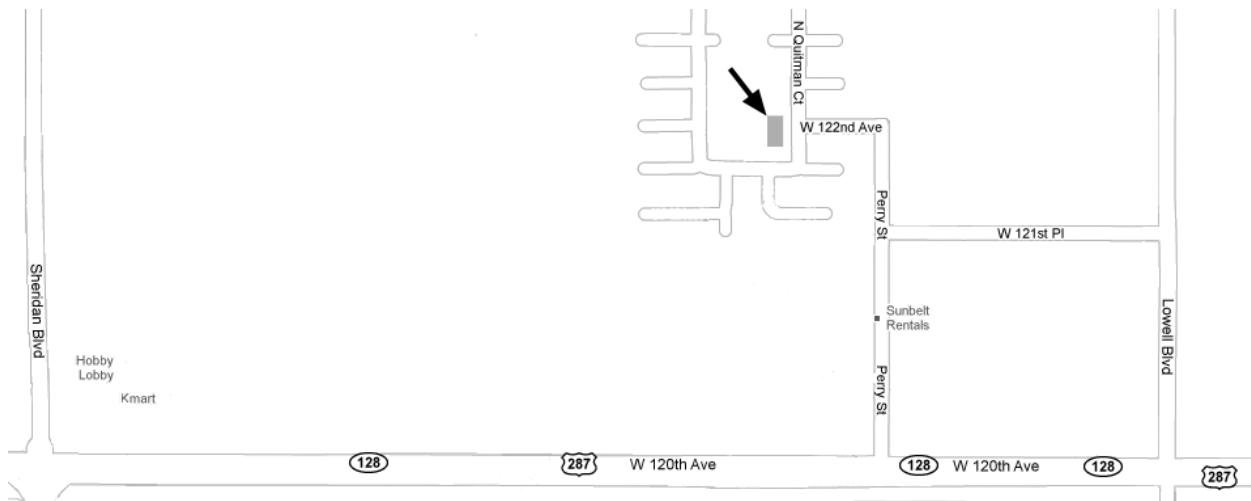 N Quitman Ct
W 122nd Ave
Perry St
W 121st Pl
Sheridan Blvd
Lowell Blvd
Sunbelt
Rentals
Hobby
Lobby
Kmart
Perry St
128
287
W 120th Ave
128
W 120th Ave
128
287